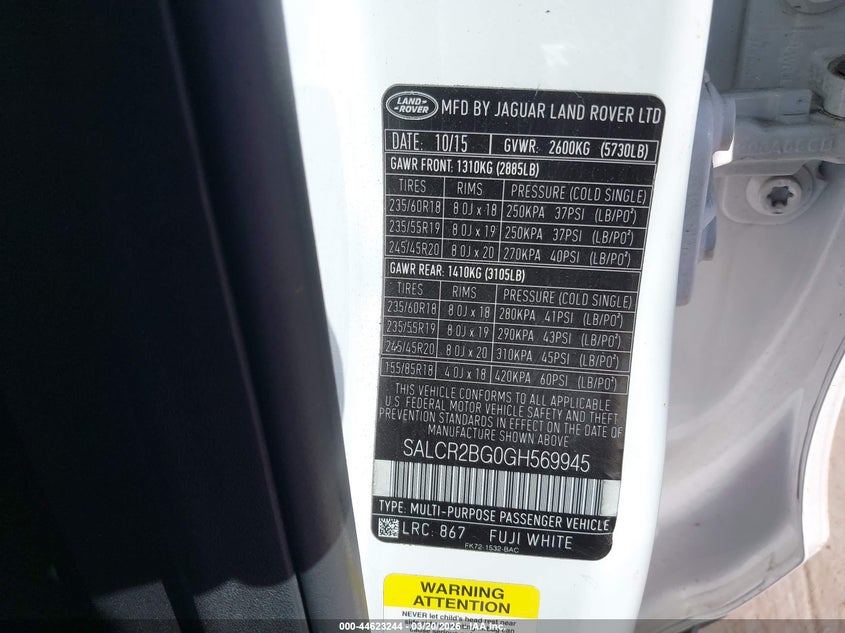 LAND ROVER MFD BY JAGUAR LAND ROVER LTD
DATE: 10/15 GVWR: 2600KG (5730LB)
GAWR FRONT: 1310KG (2885LB)
TIRES RIMS PRESSURE (COLD SINGLE)
235/60R18 8.0J x 18 250KPA 37PSI (LB/PO²)
235/55R19 8.0J x 19 250KPA 37PSI (LB/PO²)
245/45R20 8.0J x 20 270KPA 40PSI (LB/PO²)
GAWR REAR: 1410KG (3105LB)
TIRES RIMS PRESSURE (COLD SINGLE)
235/60R18 8.0J x 18 280KPA 41PSI (LB/PO²)
235/55R19 8.0J x 19 290KPA 43PSI (LB/PO²)
245/45R20 8.0J x 20 310KPA 45PSI (LB/PO²)
155/85R18 4.0J x 18 420KPA 60PSI (LB/PO²)
THIS VEHICLE CONFORMS TO ALL APPLICABLE
U.S. FEDERAL MOTOR VEHICLE SAFETY AND THEFT
PREVENTION STANDARDS IN EFFECT ON THE DATE OF
MANUFACTURE SHOWN ABOVE
SALCR2BG0GH569945
TYPE: MULTI-PURPOSE PASSENGER VEHICLE
LRC: 867 FUJI WHITE
FK72-1532-BAC
WARNING
ATTENTION
NEVER let child's head rest near
000-44623244 03/20/2026 IAA